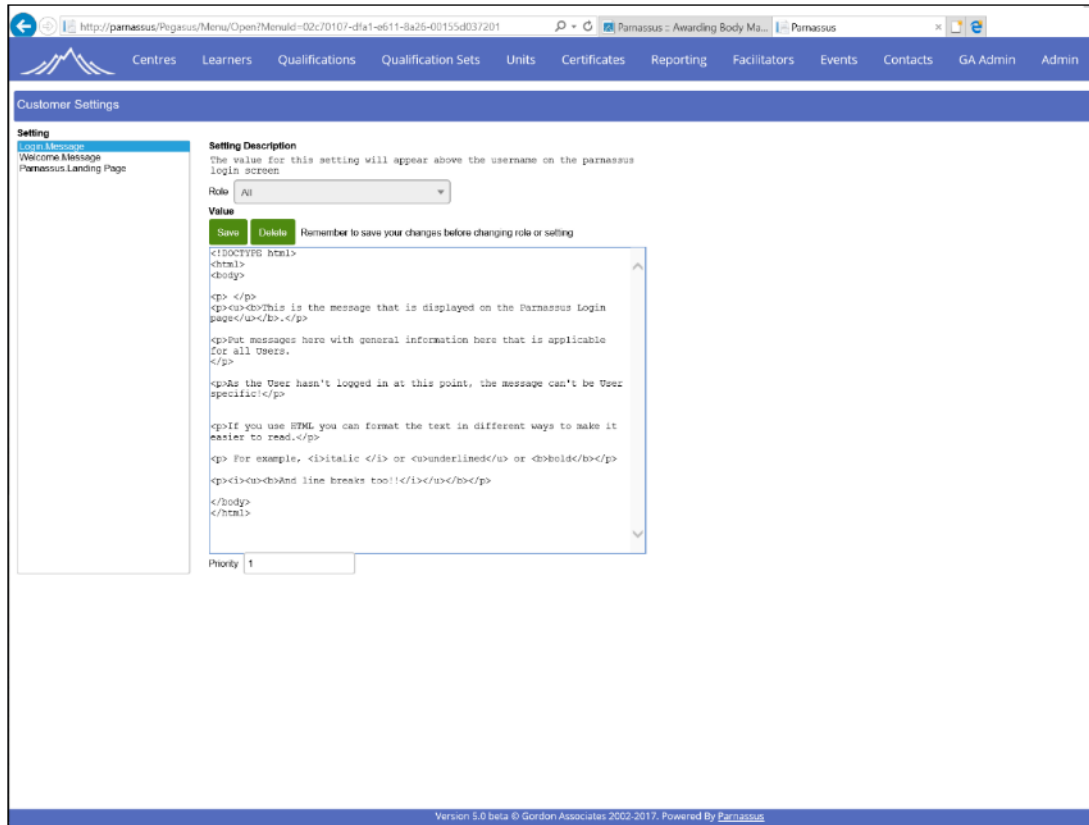 http://parnassus/Pegasus/Menu/Open?MenuId=02c70107-dfa1-e611-8a26-00155d037201
Parnassus :: Awarding Body Ma...
Parnassus
Centres Learners Qualifications Qualification Sets Units Certificates Reporting Facilitators Events Contacts GA Admin Admin
Customer Settings
Setting
Login.Message
Welcome.Message
Parnassus.Landing Page
Setting Description
The value for this setting will appear above the username on the parnassus
login screen
Role All
Value
Save Delete Remember to save your changes before changing role or setting
<!DOCTYPE html>
<html>
<body>
<p> </p>
<p><u><b>This is the message that is displayed on the Parnassus Login
page</u></b>.</p>
<p>Put messages here with general information here that is applicable
for all Users.
</p>
<p>As the User hasn't logged in at this point, the message can't be User
specific!</p>
<p>If you use HTML you can format the text in different ways to make it
easier to read.</p>
<p> For example, <i>italic </i> or <u>underlined</u> or <b>bold</b></p>
<p><i><u><b>And line breaks too!!</i></u></b></p>
</body>
</html>
Priority 1
Version 5.0 beta © Gordon Associates 2002-2017. Powered By Parnassus